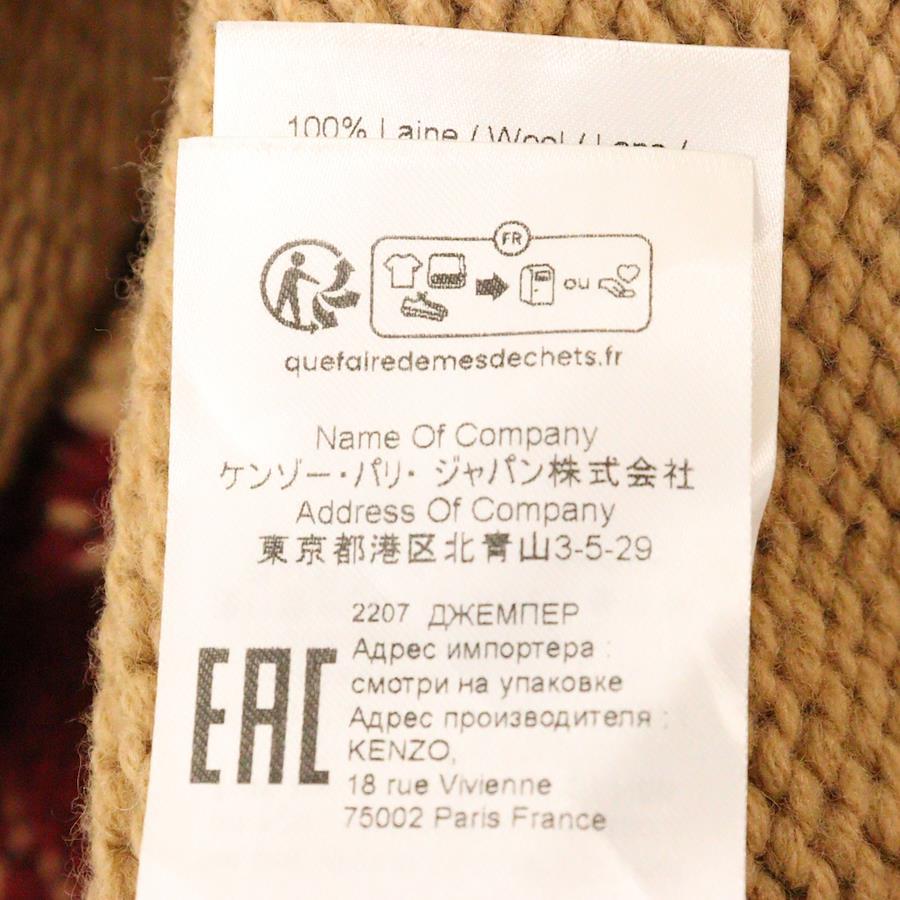 100% Laine / Wool / Lana /
FR
ou
quefairedemesdechets.fr
Name Of Company
ケンゾー・パリ・ ジャパン株式会社
Address Of Company
東京都港区北青山3-5-29
2207 ДЖЕМПЕР
EAC
Адрес импортера :
смотри на упаковке
Адрес производителя :
KENZO,
18 rue Vivienne
75002 Paris France